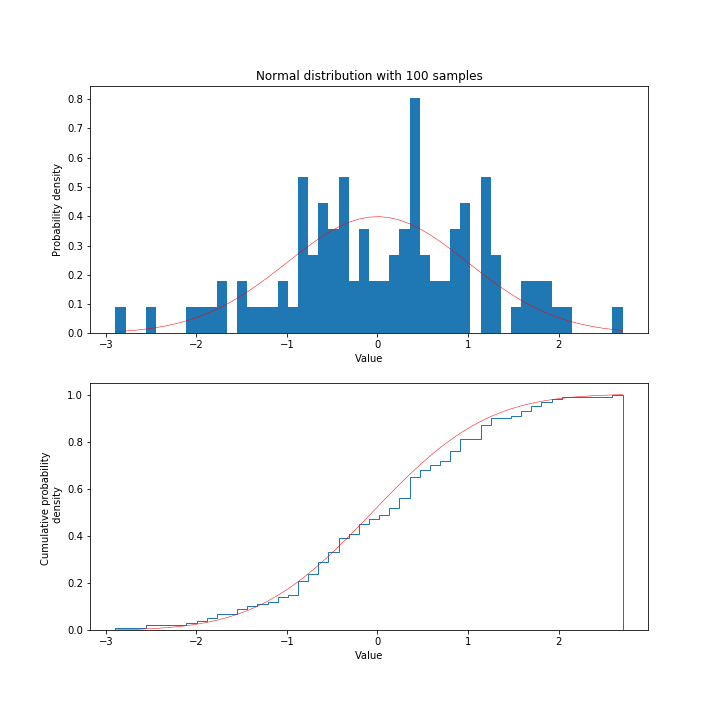 Normal distribution with 100 samples
0.8
0.7
0.6
0.5
0.4
0.3
0.2
0.1
0.0
Probability density
−3 −2 −1 0 1 2
Value
1.0
0.8
0.6
0.4
0.2
0.0
Cumulative probability
density
−3 −2 −1 0 1 2
Value